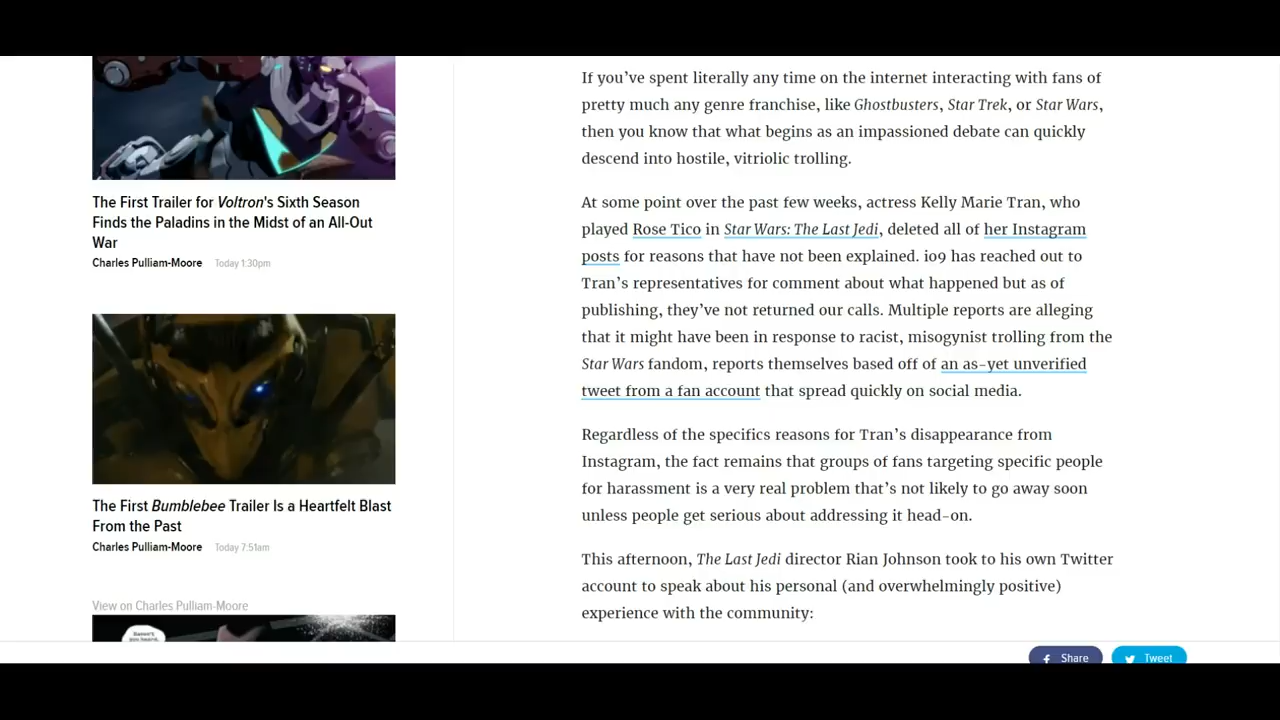 The First Trailer for Voltron's Sixth Season
Finds the Paladins in the Midst of an All-Out
War
Charles Pulliam-Moore Today 1:30pm
The First Bumblebee Trailer Is a Heartfelt Blast
From the Past
Charles Pulliam-Moore Today 7:51am
View on Charles Pulliam-Moore
If you’ve spent literally any time on the internet interacting with fans of
pretty much any genre franchise, like Ghostbusters, Star Trek, or Star Wars,
then you know that what begins as an impassioned debate can quickly
descend into hostile, vitriolic trolling.
At some point over the past few weeks, actress Kelly Marie Tran, who
played Rose Tico in Star Wars: The Last Jedi, deleted all of her Instagram
posts for reasons that have not been explained. io9 has reached out to
Tran’s representatives for comment about what happened but as of
publishing, they’ve not returned our calls. Multiple reports are alleging
that it might have been in response to racist, misogynist trolling from the
Star Wars fandom, reports themselves based off of an as-yet unverified
tweet from a fan account that spread quickly on social media.
Regardless of the specifics reasons for Tran’s disappearance from
Instagram, the fact remains that groups of fans targeting specific people
for harassment is a very real problem that’s not likely to go away soon
unless people get serious about addressing it head-on.
This afternoon, The Last Jedi director Rian Johnson took to his own Twitter
account to speak about his personal (and overwhelmingly positive)
experience with the community:
Share
Tweet